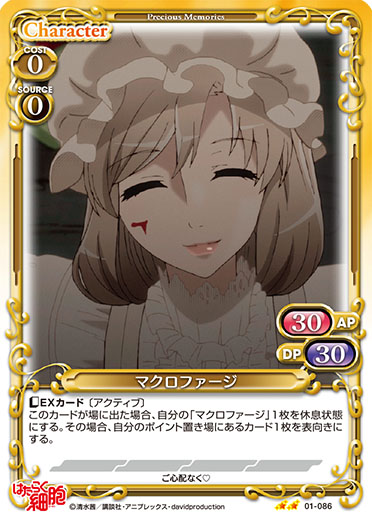 Precious Memories
Character
COST
0
SOURCE
0
30 AP
DP 30
マクロファージ
EXカード〔アクティブ〕
このカードが場に出た場合、自分の「マクロファージ」1枚を休息状態
にする。その場合、自分のポイント置き場にあるカード1枚を表向きに
する。
ご心配なく♡
はたらく
細胞
©清水茜／講談社・アニプレックス・davidproduction
01-086